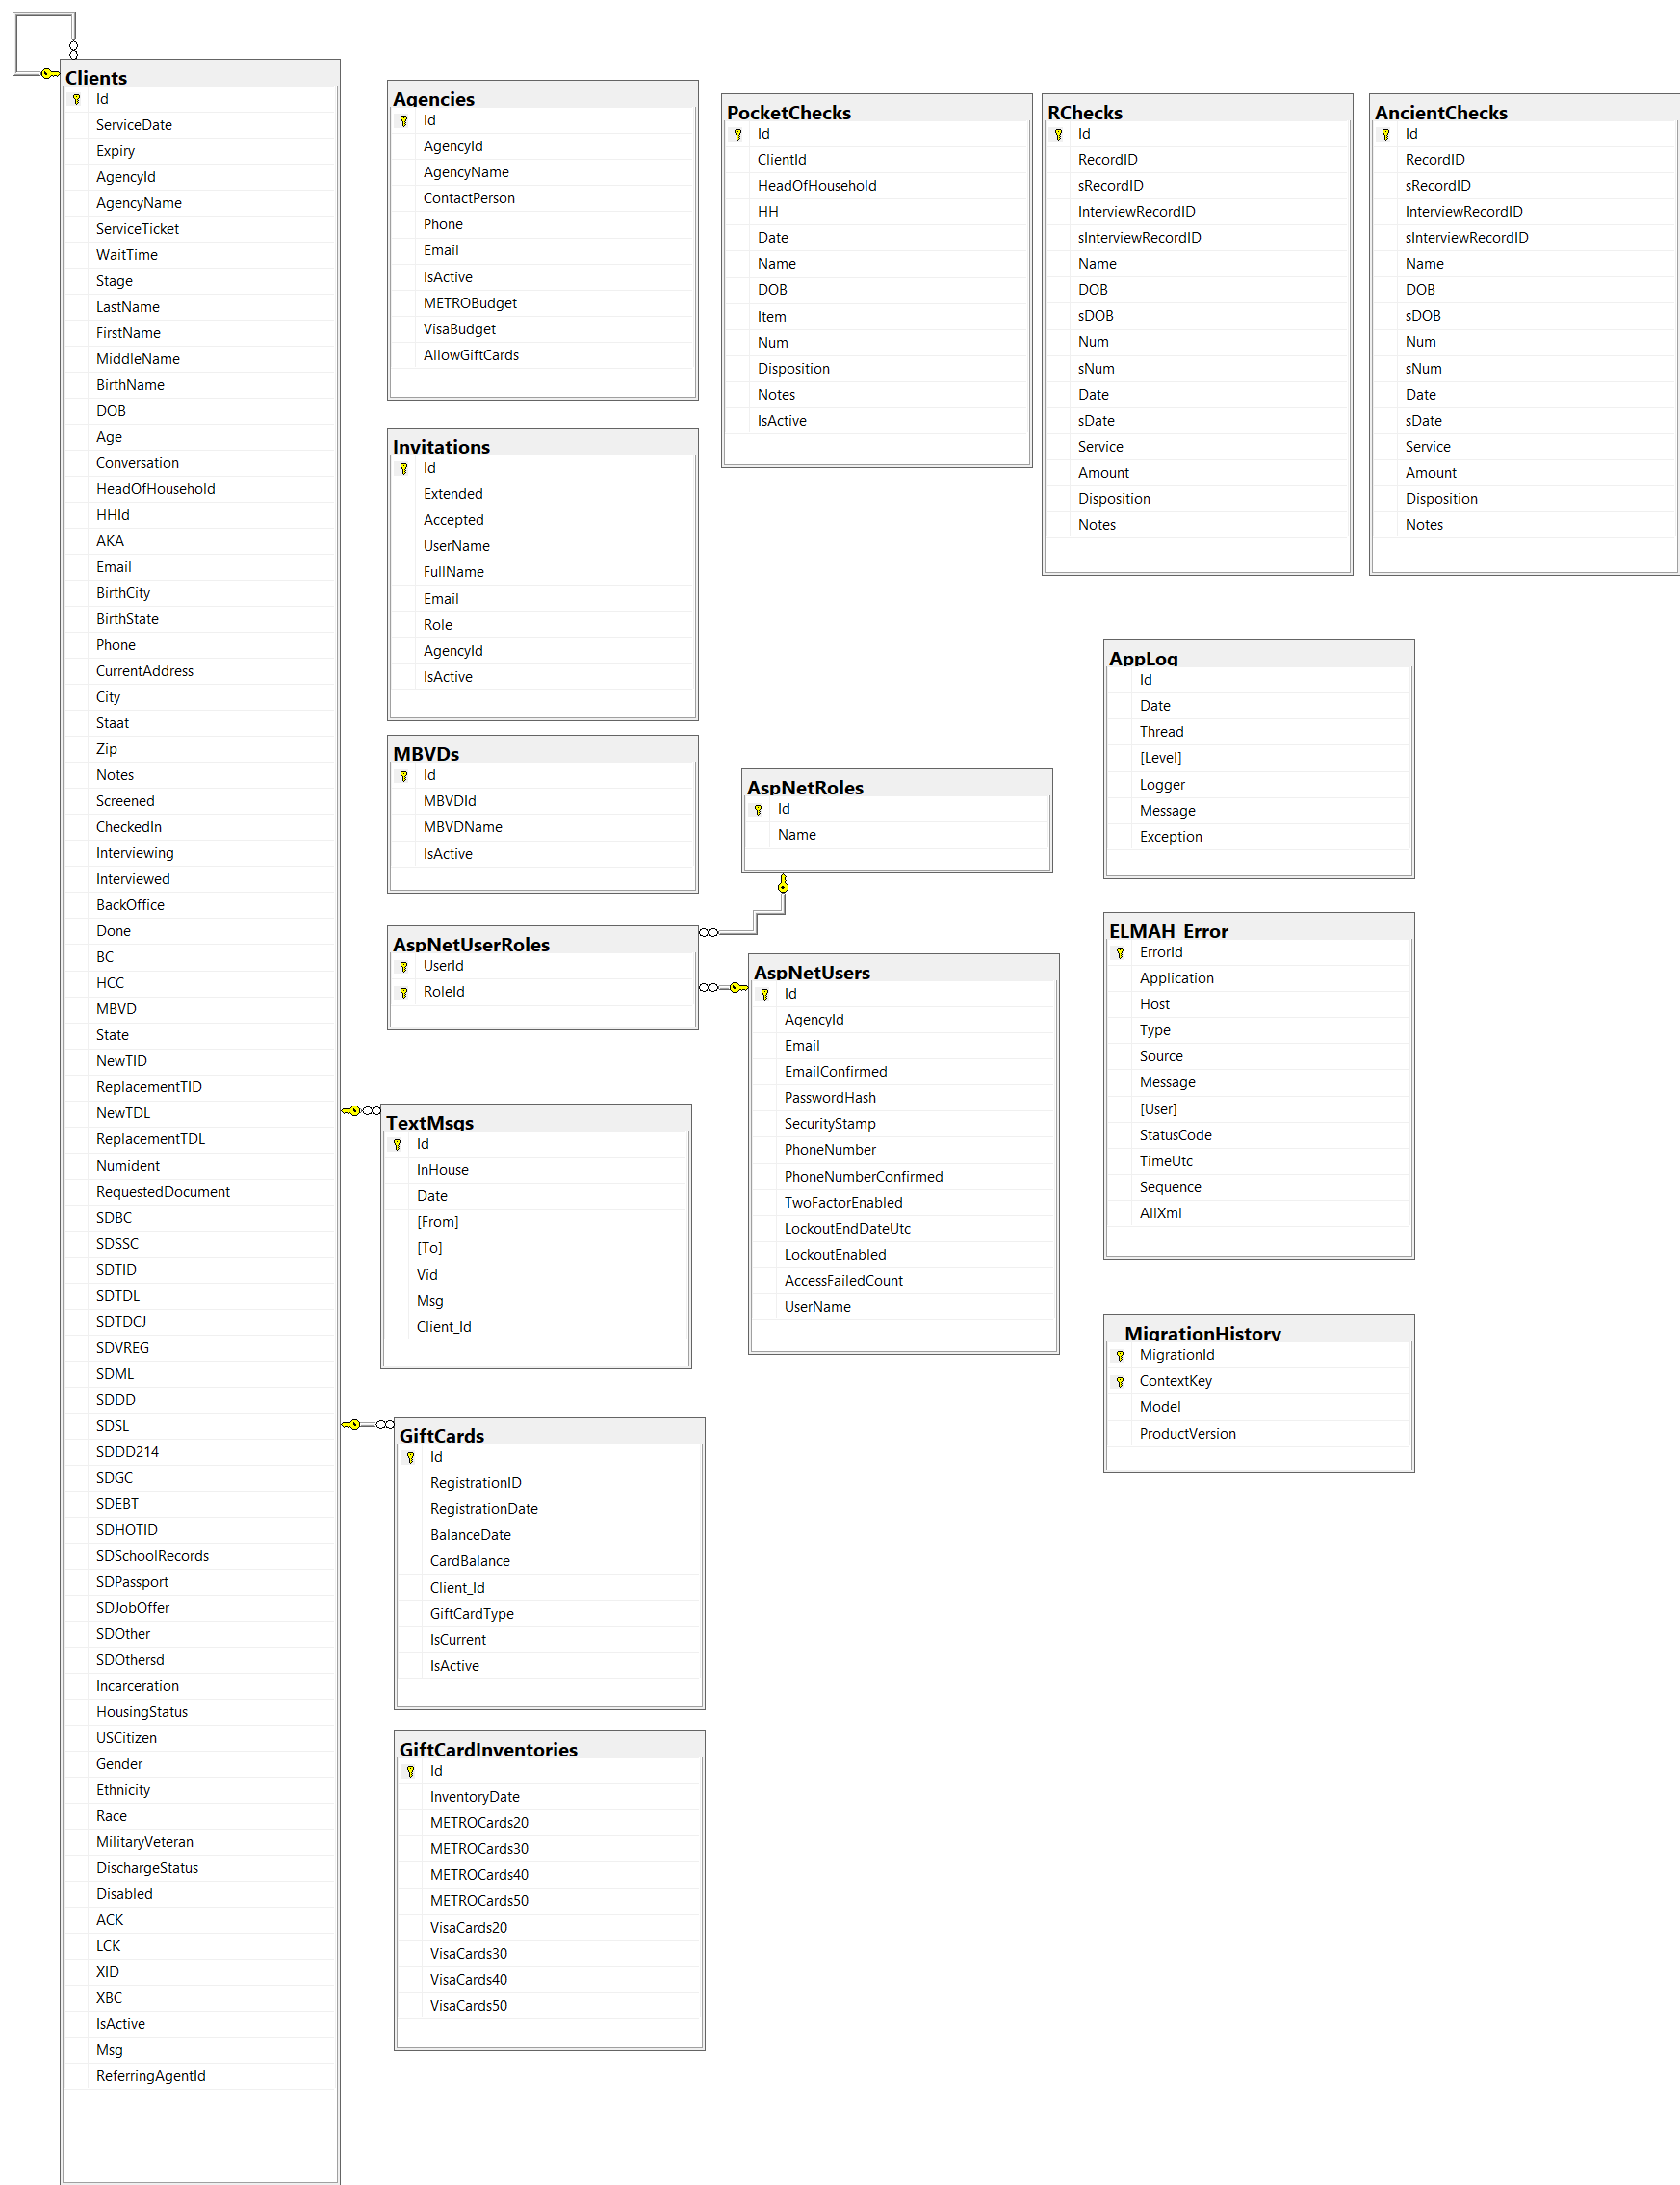 Clients
Id
ServiceDate
Expiry
AgencyId
AgencyName
ServiceTicket
WaitTime
Stage
LastName
FirstName
MiddleName
BirthName
DOB
Age
Conversation
HeadOfHousehold
HHId
AKA
Email
BirthCity
BirthState
Phone
CurrentAddress
City
Staat
Zip
Notes
Screened
CheckedIn
Interviewing
Interviewed
BackOffice
Done
BC
HCC
MBVD
State
NewTID
ReplacementTID
NewTDL
ReplacementTDL
Numident
RequestedDocument
SDBC
SDSSC
SDTID
SDTDL
SDTDCJ
SDVREG
SDML
SDDD
SDSL
SDDD214
SDGC
SDEBT
SDHOTID
SDSchoolRecords
SDPassport
SDJobOffer
SDOther
SDOthersd
Incarceration
HousingStatus
USCitizen
Gender
Ethnicity
Race
MilitaryVeteran
DischargeStatus
Disabled
ACK
LCK
XID
XBC
IsActive
Msg
ReferringAgentId
Agencies
Id
AgencyId
AgencyName
ContactPerson
Phone
Email
IsActive
METROBudget
VisaBudget
AllowGiftCards
Invitations
Id
Extended
Accepted
UserName
FullName
Email
Role
AgencyId
IsActive
MBVDs
Id
MBVDId
MBVDName
IsActive
AspNetUserRoles
UserId
RoleId
TextMsgs
Id
InHouse
Date
[From]
[To]
Vid
Msg
Client_Id
GiftCards
Id
RegistrationID
RegistrationDate
BalanceDate
CardBalance
Client_Id
GiftCardType
IsCurrent
IsActive
GiftCardInventories
Id
InventoryDate
METROCards20
METROCards30
METROCards40
METROCards50
VisaCards20
VisaCards30
VisaCards40
VisaCards50
PocketChecks
Id
ClientId
HeadOfHousehold
HH
Date
Name
DOB
Item
Num
Disposition
Notes
IsActive
AspNetRoles
Id
Name
AspNetUsers
Id
AgencyId
Email
EmailConfirmed
PasswordHash
SecurityStamp
PhoneNumber
PhoneNumberConfirmed
TwoFactorEnabled
LockoutEndDateUtc
LockoutEnabled
AccessFailedCount
UserName
RChecks
Id
RecordID
sRecordID
InterviewRecordID
sInterviewRecordID
Name
DOB
sDOB
Num
sNum
Date
sDate
Service
Amount
Disposition
Notes
AncientChecks
Id
RecordID
sRecordID
InterviewRecordID
sInterviewRecordID
Name
DOB
sDOB
Num
sNum
Date
sDate
Service
Amount
Disposition
Notes
AppLog
Id
Date
Thread
[Level]
Logger
Message
Exception
ELMAH_Error
ErrorId
Application
Host
Type
Source
Message
[User]
StatusCode
TimeUtc
Sequence
AllXml
MigrationHistory
MigrationId
ContextKey
Model
ProductVersion